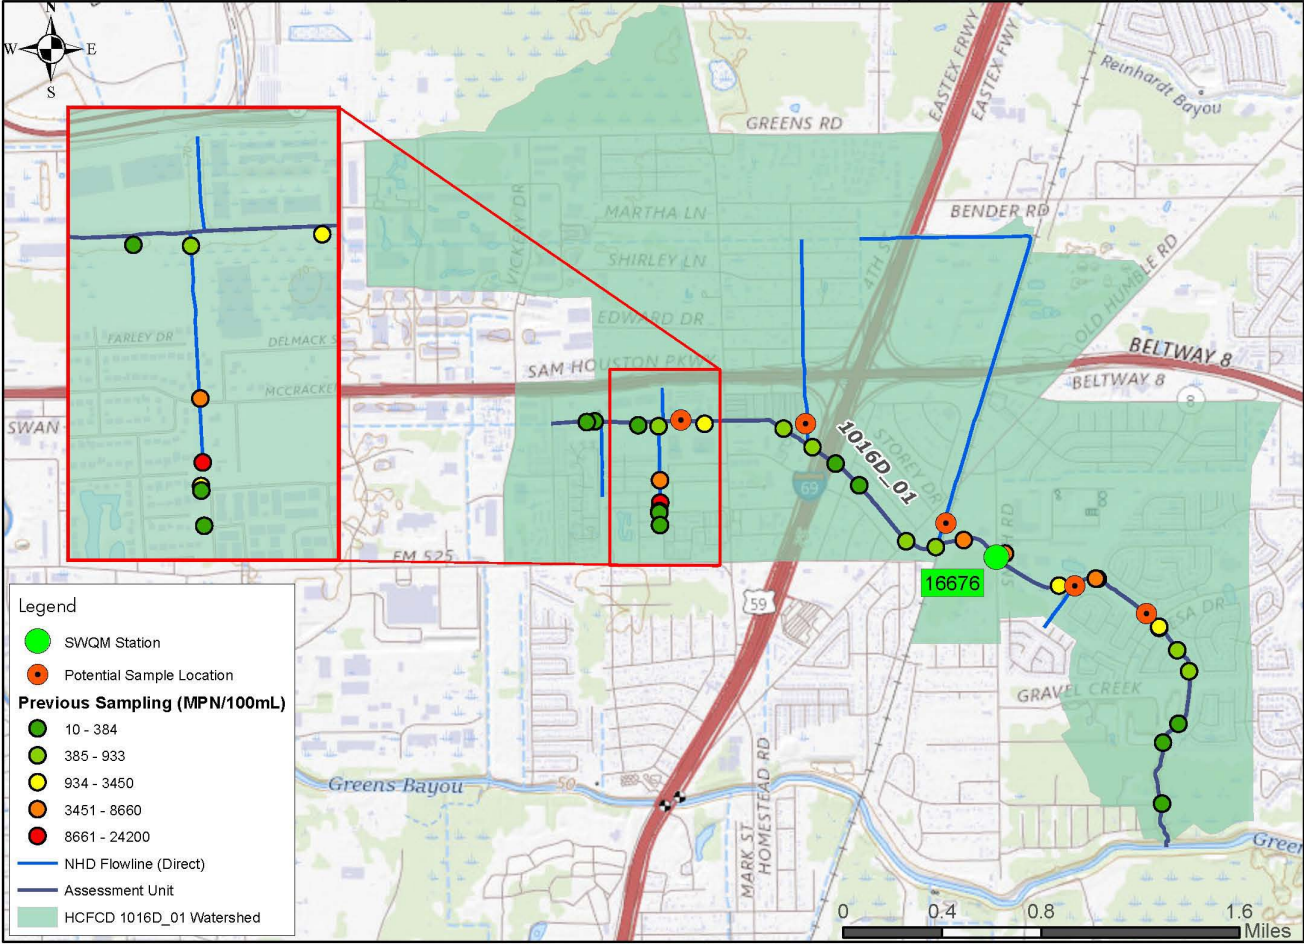 N
W E
S
EASTEX FRWY
EASTEX FWY
Reinhardt Bayou
GREENS RD
BENDER RD
MARTHA LN
VICKERY DR
SHIRLEY LN
4TH ST
OLD HUMBLE RD
EDWARD DR
FARLEY DR
DELMACK S
MCCRACKE
SAM HOUSTON PKWY
BELTWAY 8
BELTWAY 8
8
SWAN
1016D_01
STOREY DR
69
RD
FM 525
16676
59
SA DR
GRAVEL CREEK
Greens Bayou
50
HOMESTEAD RD
MARK ST
Green
Legend
SWQM Station
Potential Sample Location
Previous Sampling (MPN/100mL)
10 - 384
385 - 933
934 - 3450
3451 - 8660
8661 - 24200
NHD Flowline (Direct)
Assessment Unit
HCFCD 1016D_01 Watershed
0 0.4 0.8 1.6
Miles